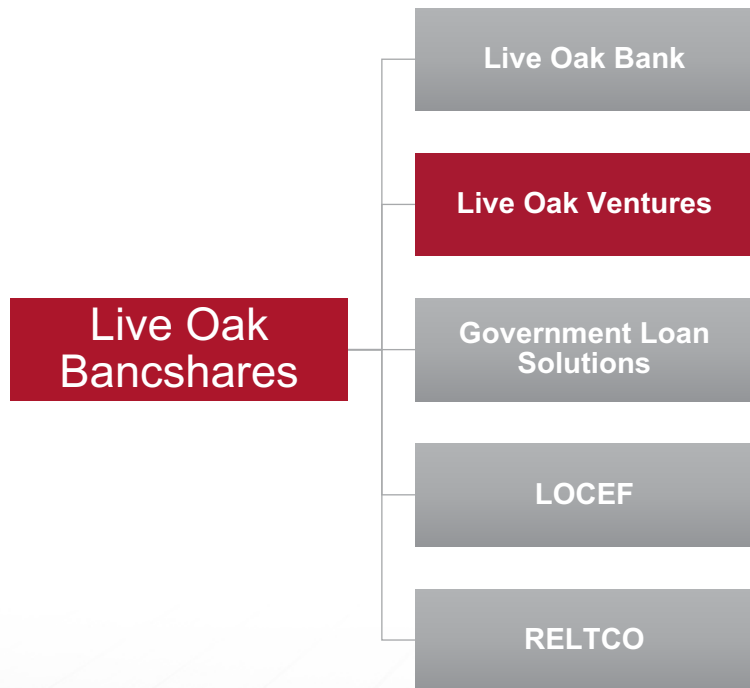 Live Oak Bank
Live Oak Ventures
Live Oak
Bancshares
Government Loan
Solutions
LOCEF
RELTCO